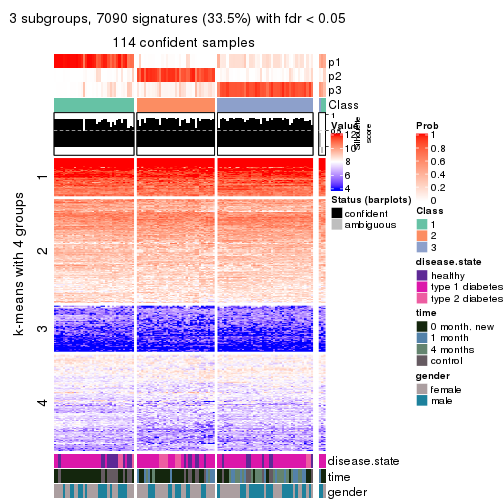 3 subgroups, 7090 signatures (33.5%) with fdr < 0.05
114 confident samples
p1
p2
p3
Class
1
Silhouette
score
k-means with 4 groups
1
2
3
4
Value
10
6
4
Status (barplots)
confident
ambiguous
Prob
1
0.8
0.6
0.4
0.2
0
Class
1
2
3
disease.state
healthy
type 1 diabetes
type 2 diabetes
time
0 month, new
1 month
4 months
control
gender
female
male
disease.state
time
gender